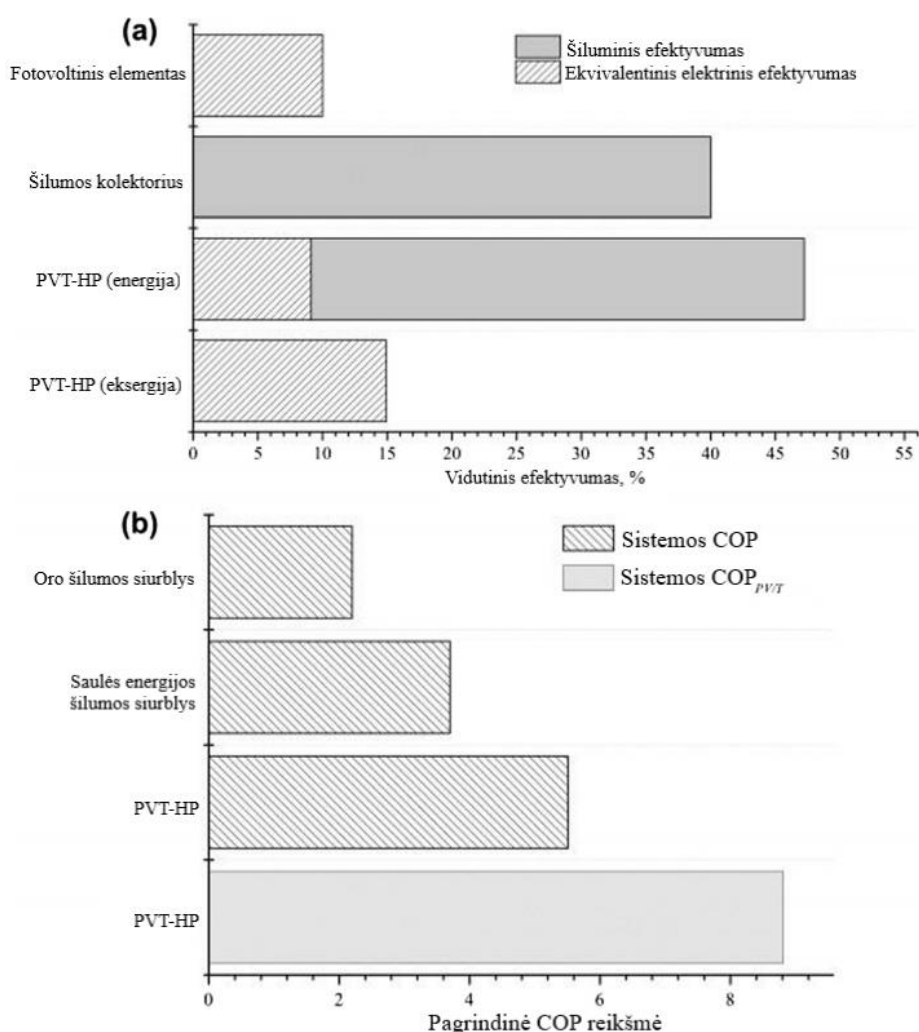 (a)
Šiluminis efektyvumas
Ekvivalentinis elektrinis efektyvumas
Fotovoltinis elementas
Šilumos kolektorius
PVT-HP (energija)
PVT-HP (eksergija)
0 5 10 15 20 25 30 35 40 45 50 55
Vidutinis efektyvumas, %
(b)
Sistemos COP
Sistemos COP PV/T
Oro šilumos siurblys
Saulės energijos
šilumos siurblys
PVT-HP
PVT-HP
0 2 4 6 8
Pagrindinė COP reikšmė